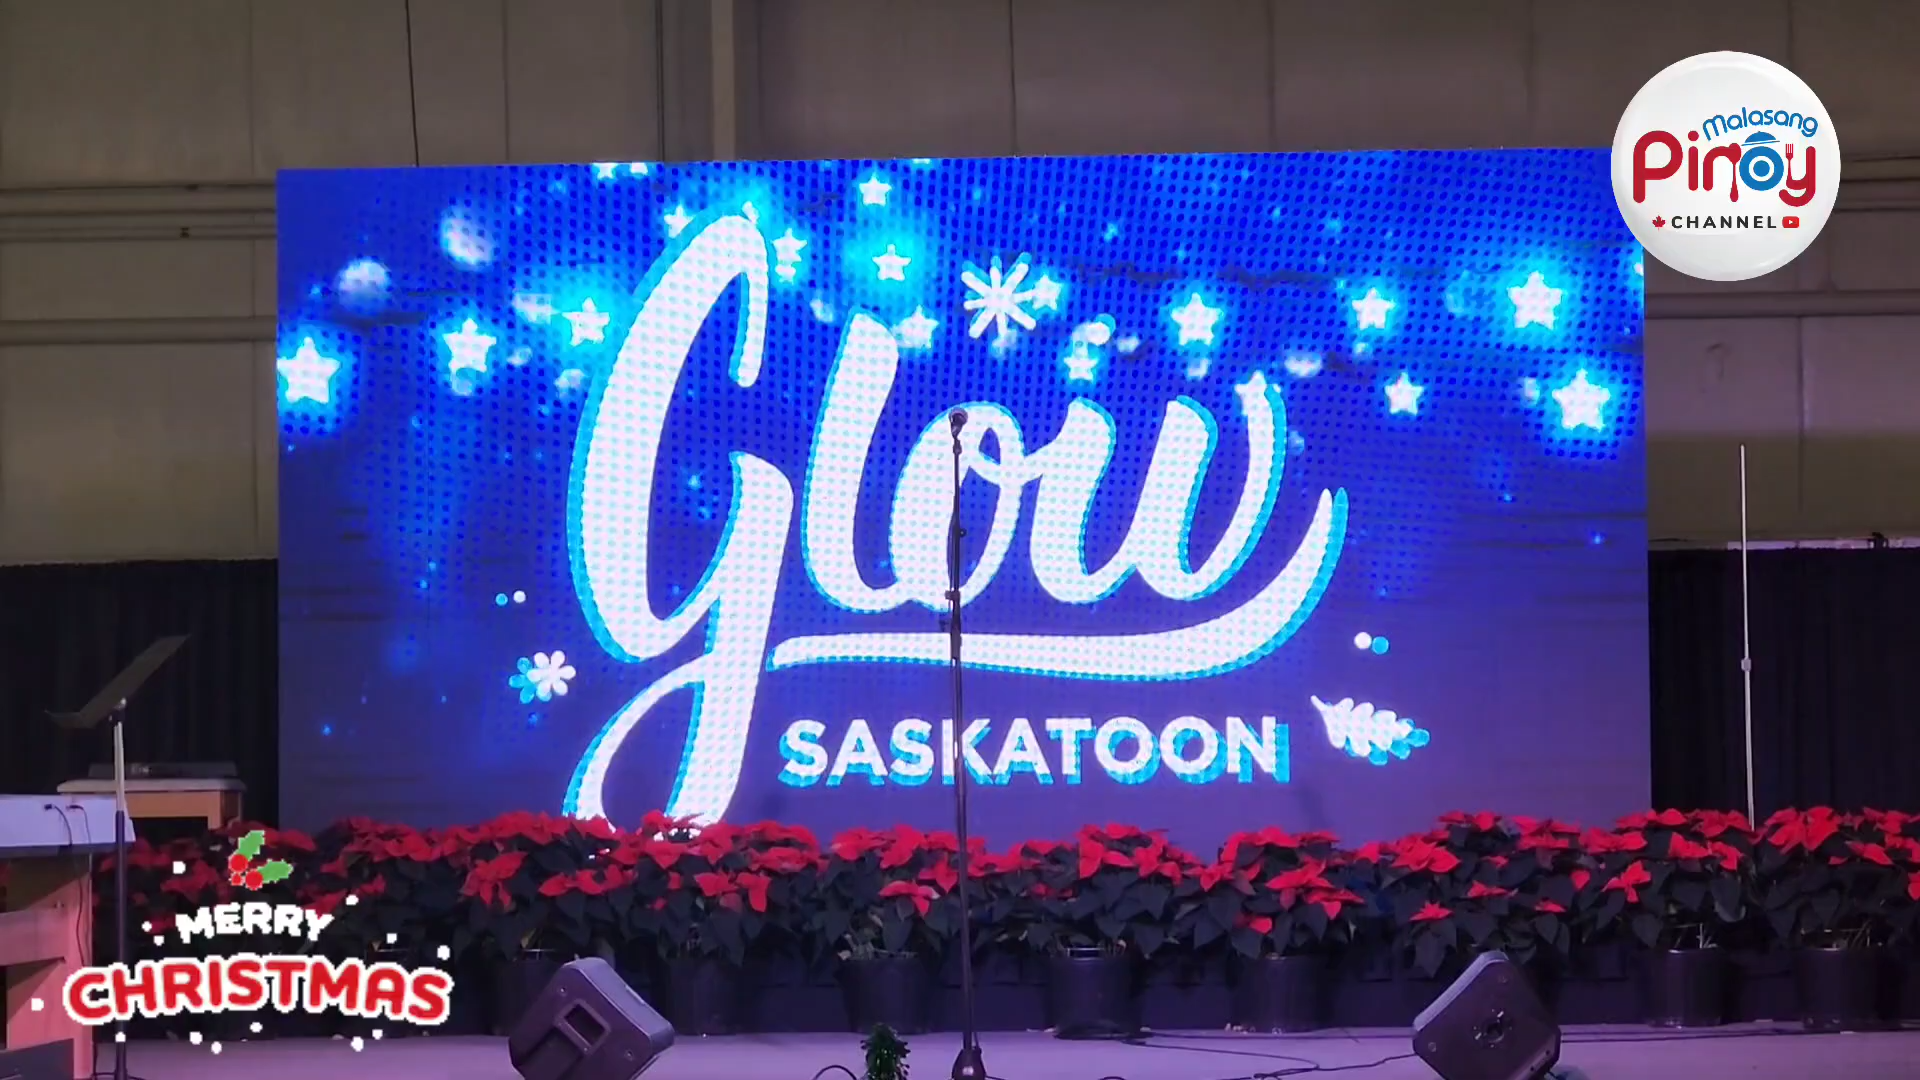 Malasang
Pinoy
CHANNEL
Glow
SASKATOON
MERRY
CHRISTMAS